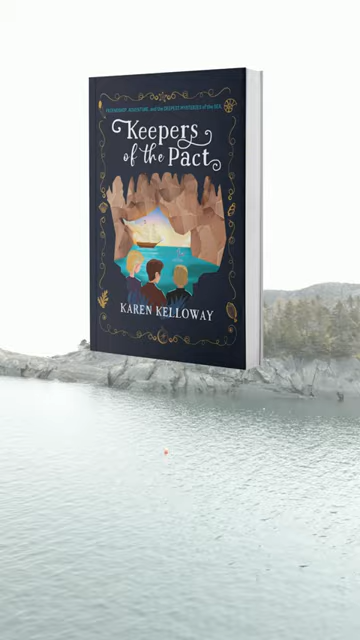 FRIENDSHIP, ADVENTURE, and the DEEPEST MYSTERIES of the SEA
Keepers
of the Pact
KAREN KELLOWAY